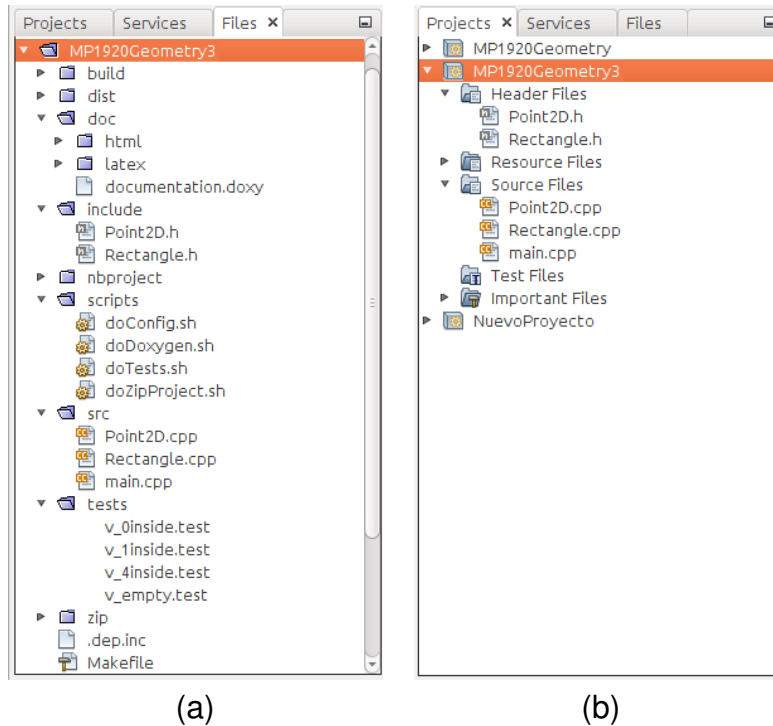 Projects Services Files ×
MP1920Geometry3
build
dist
doc
html
latex
documentation.doxy
include
Point2D.h
Rectangle.h
nbproject
scripts
doConfig.sh
doDoxygen.sh
doTests.sh
doZipProject.sh
src
Point2D.cpp
Rectangle.cpp
main.cpp
tests
v_0inside.test
v_1inside.test
v_4inside.test
v_empty.test
zip
.dep.inc
Makefile
(a)
Projects × Services Files
MP1920Geometry
MP1920Geometry3
Header Files
Point2D.h
Rectangle.h
Resource Files
Source Files
Point2D.cpp
Rectangle.cpp
main.cpp
Test Files
Important Files
NuevoProyecto
(b)